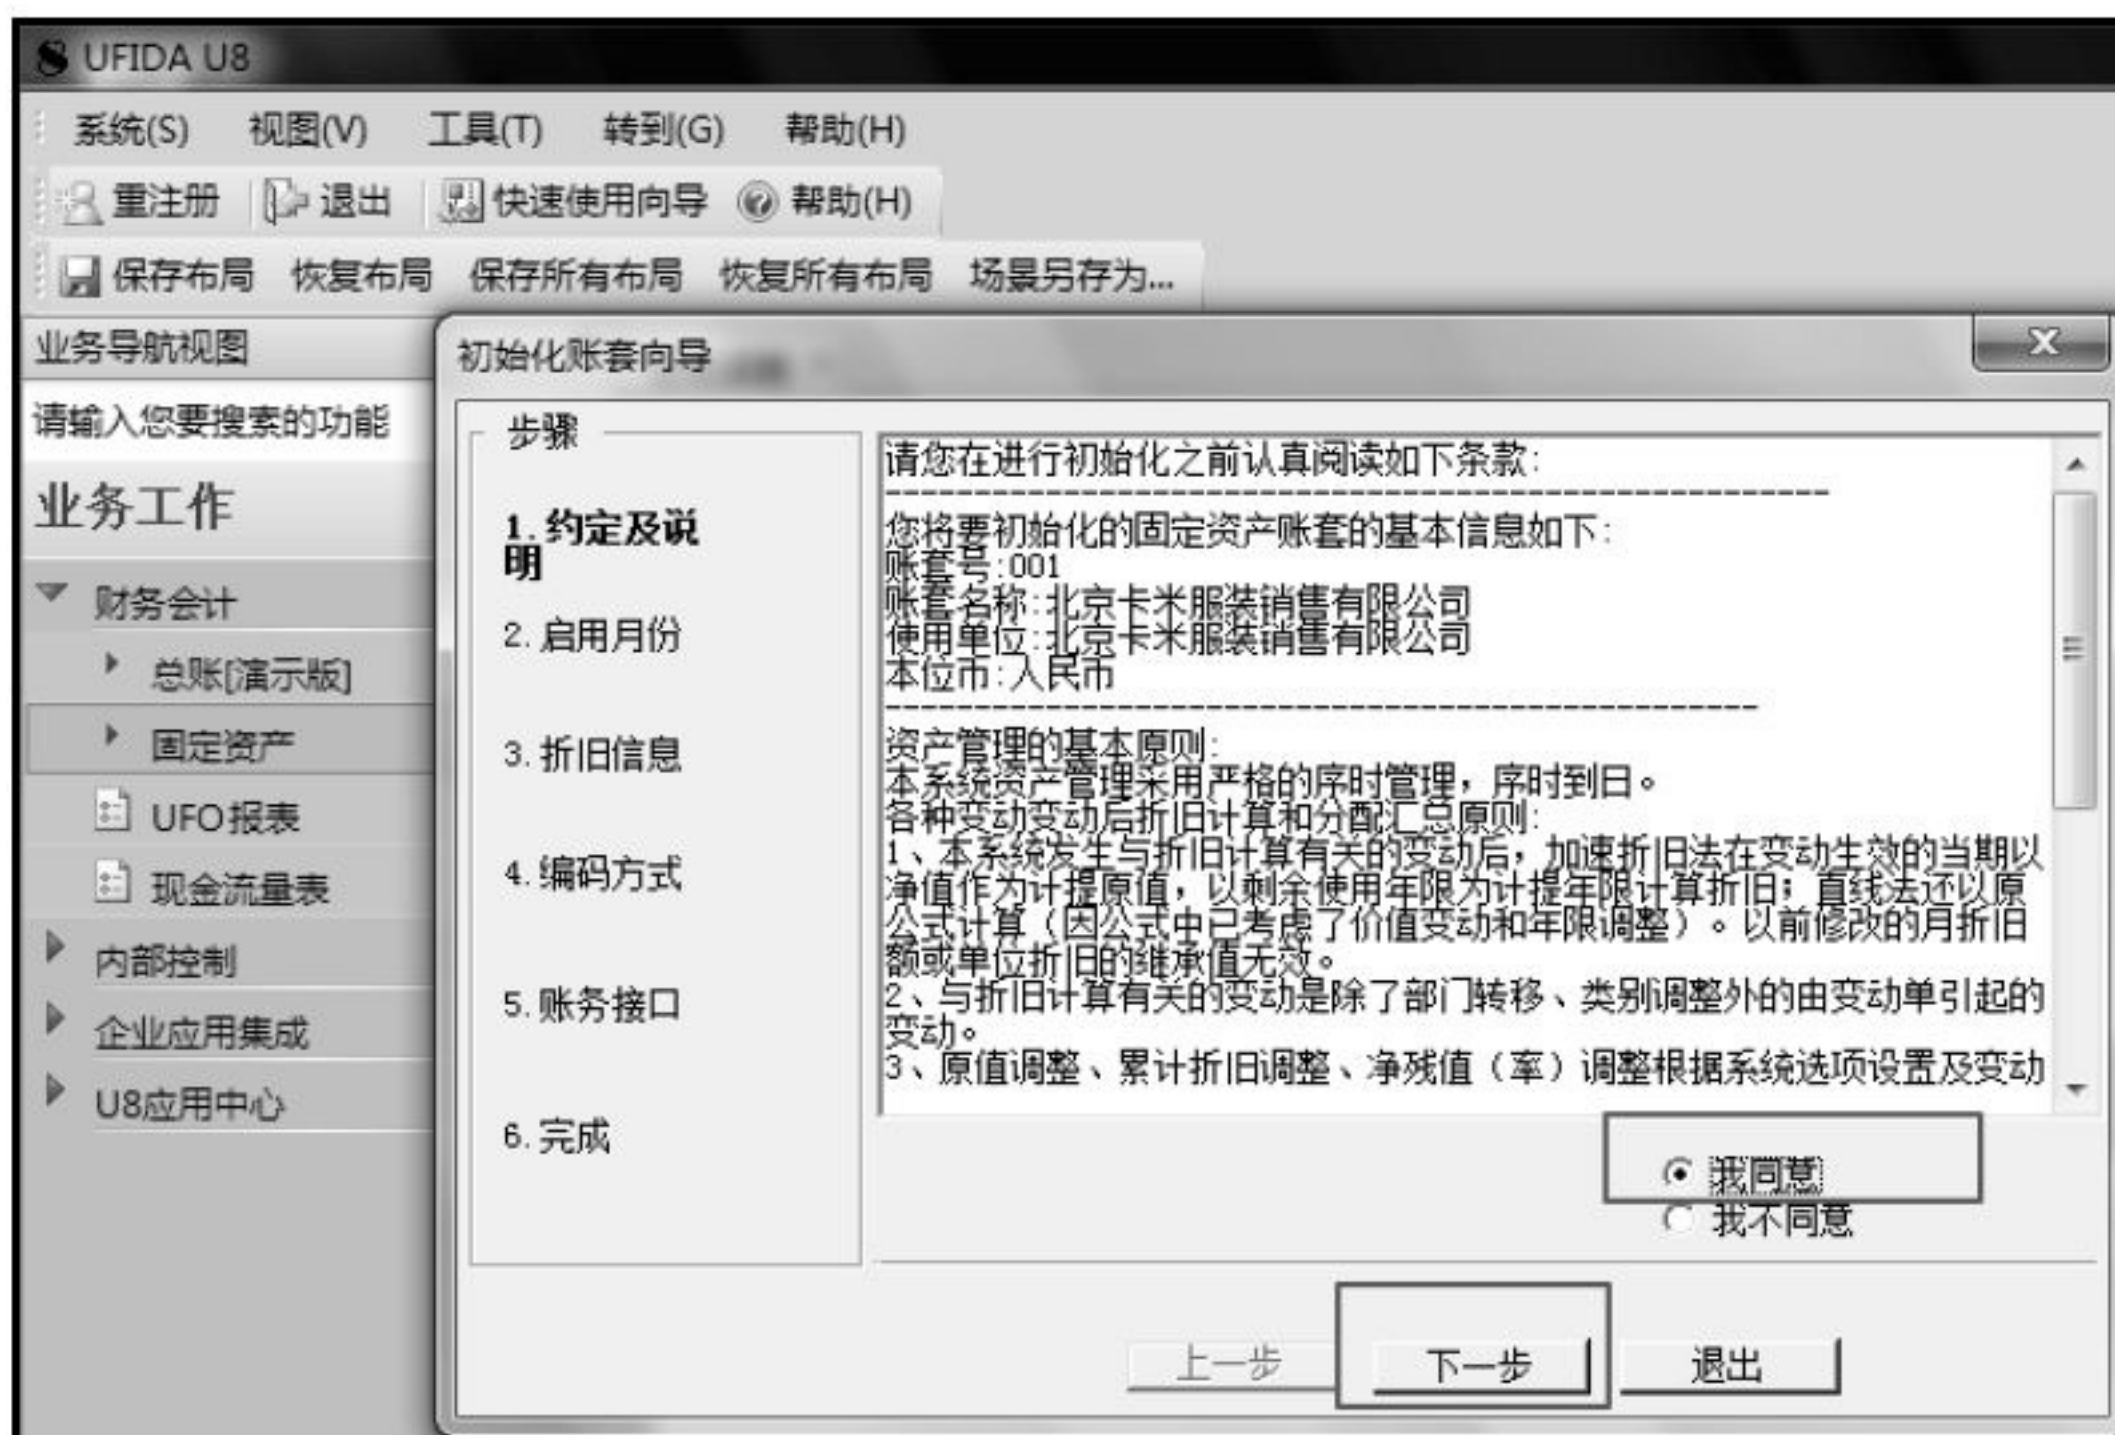 UFIDA U8
系统(S) 视图(V) 工具(T) 转到(G) 帮助(H)
重注册 退出 快速使用向导 帮助(H)
保存布局 恢复布局 保存所有布局 恢复所有布局 场景另存为...
业务导航视图
请输入您要搜索的功能
业务工作
财务会计
总账[演示版]
固定资产
UFO报表
现金流量表
内部控制
企业应用集成
U8应用中心
初始化账套向导
步骤
1. 约定及说
明
2. 启用月份
3. 折旧信息
4. 编码方式
5. 账务接口
6. 完成
请您在进行初始化之前认真阅读如下条款:
您将要初始化的固定资产账套的基本信息如下:
账套号:001
账套名称:北京卡米服装销售有限公司
使用单位:北京卡米服装销售有限公司
本位币:人民币
资产管理的基本原则:
本系统资产管理采用严格的序时管理，序时到日。
各种变动变动后折旧计算和分配汇总原则:
1、本系统发生与折旧计算有关的变动后，加速折旧法在变动生效的当期以
净值作为计提原值，以剩余使用年限为计提年限计算折旧；直线法还以原
公式计算（因公式中已考虑了价值变动和年限调整）。以前修改的月折旧
额或单位折旧的继承值无效。
2、与折旧计算有关的变动是除了部门转移、类别调整外的由变动单引起的
变动。
3、原值调整、累计折旧调整、净残值（率）调整根据系统选项设置及变动
我同意
我不同意
上一步 下一步 退出